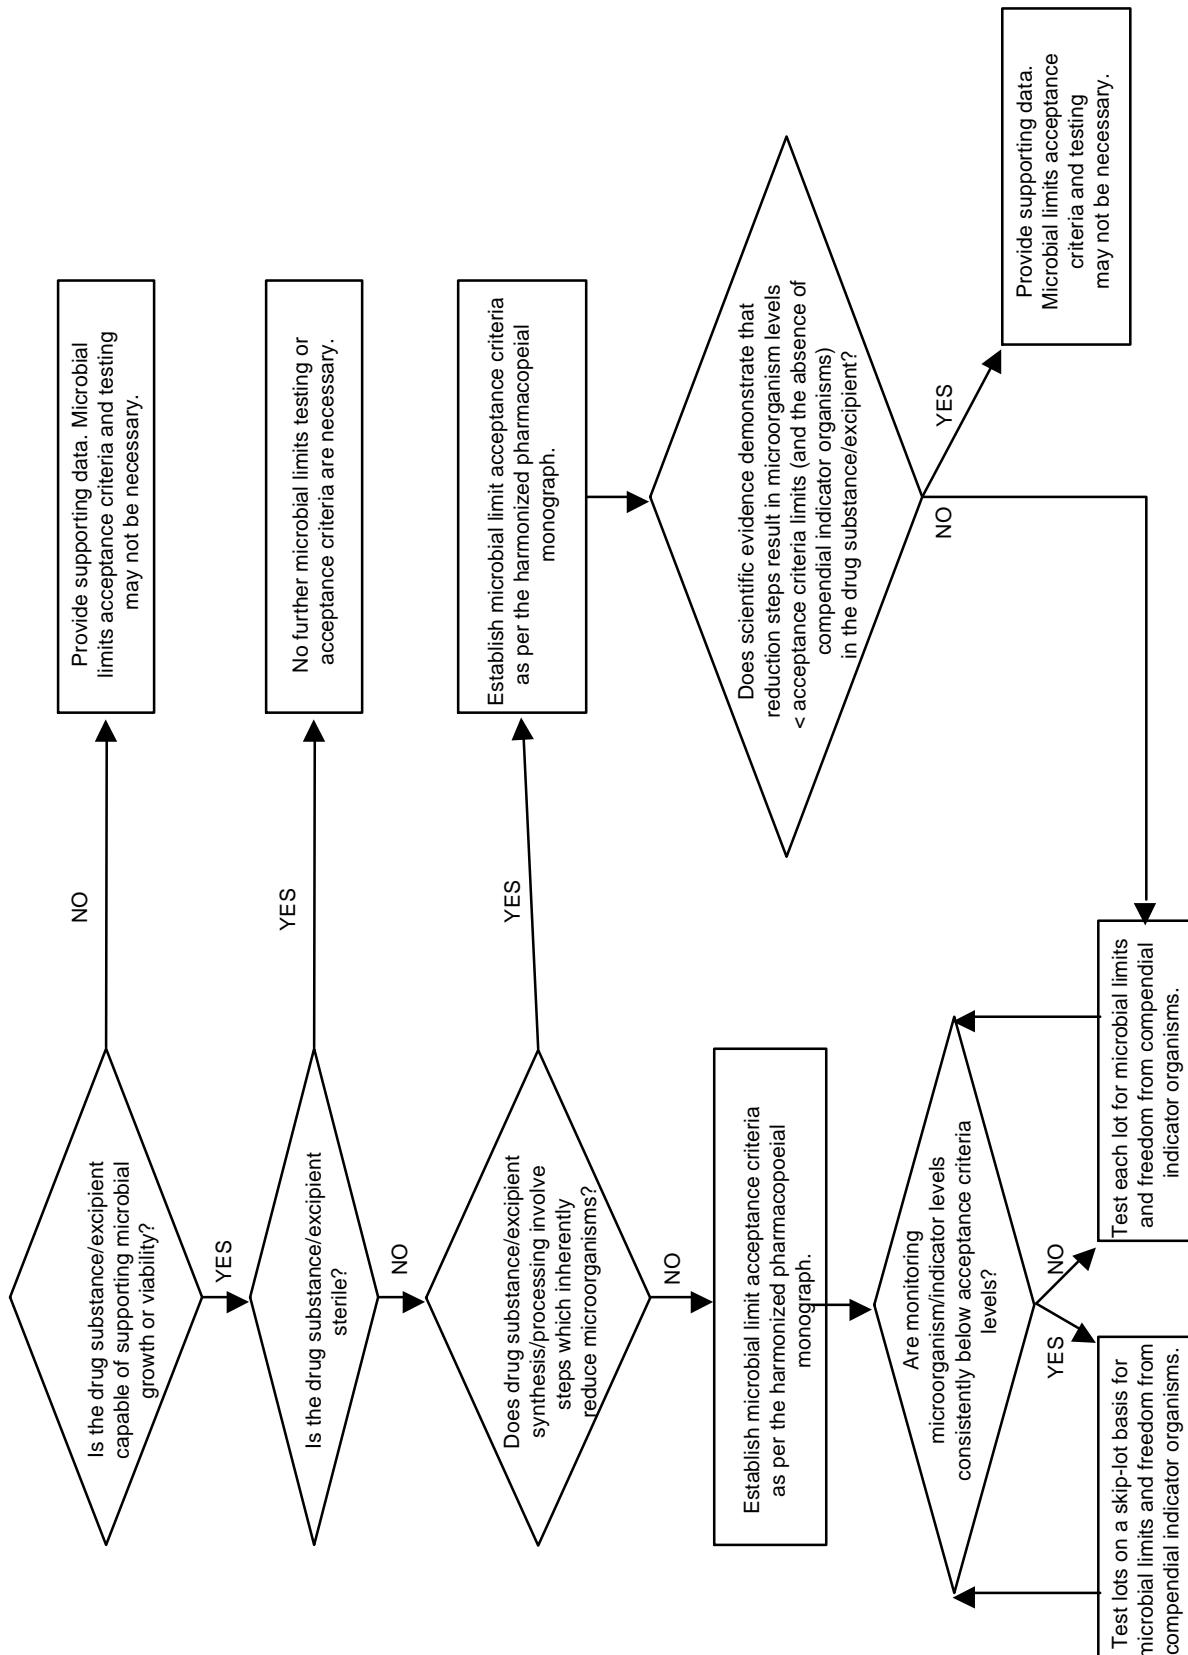 Is the drug substance/excipient
capable of supporting microbial
growth or viability?
NO
Provide supporting data. Microbial
limits acceptance criteria and testing
may not be necessary.
YES
Is the drug substance/excipient
sterile?
YES
No further microbial limits testing or
acceptance criteria are necessary.
NO
Does drug substance/excipient
synthesis/processing involve
steps which inherently
reduce microorganisms?
YES
Establish microbial limit acceptance criteria
as per the harmonized pharmacopeial
monograph.
NO
Establish microbial limit acceptance criteria
as per the harmonized pharmacopoeial
monograph.
Does scientific evidence demonstrate that
reduction steps result in microorganism levels
< acceptance criteria limits (and the absence of
compendial indicator organisms)
in the drug substance/excipient?
YES
Provide supporting data.
Microbial limits acceptance
criteria and testing
may not be necessary.
NO
Are monitoring
microorganism/indicator levels
consistently below acceptance criteria
levels?
NO
Test each lot for microbial limits
and freedom from compendial
indicator organisms.
YES
Test lots on a skip-lot basis for
microbial limits and freedom from
compendial indicator organisms.